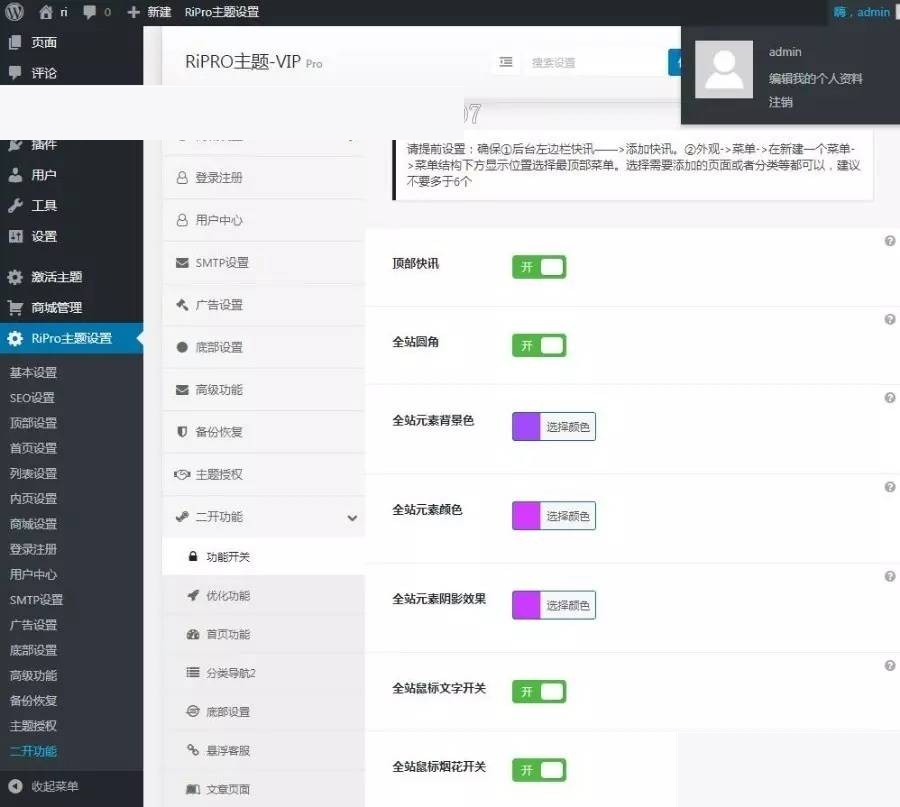 ri
0
新建
RiPro主题设置
嗨，admin
页面
评论
插件
用户
工具
设置
激活主题
商城管理
RiPro主题设置
基本设置
SEO设置
顶部设置
首页设置
列表设置
内页设置
商城设置
登录注册
用户中心
SMTP设置
广告设置
底部设置
高级功能
备份恢复
主题授权
二开功能
收起菜单
RiPRO主题-VIP Pro
搜索设置
admin
编辑我的个人资料
注销
登录注册
用户中心
SMTP设置
广告设置
底部设置
高级功能
备份恢复
主题授权
二开功能
功能开关
优化功能
首页功能
分类导航2
底部设置
悬浮客服
文章页面
请提前设置：确保①后台左边栏快讯——>添加快讯。②外观->菜单->在新建一个菜单-
>菜单结构下方显示位置选择最顶部菜单。选择需要添加的页面或者分类等都可以，建议
不要多于6个
顶部快讯
开
全站圆角
开
全站元素背景色
选择颜色
全站元素颜色
选择颜色
全站元素阴影效果
选择颜色
全站鼠标文字开关
开
全站鼠标烟花开关
开